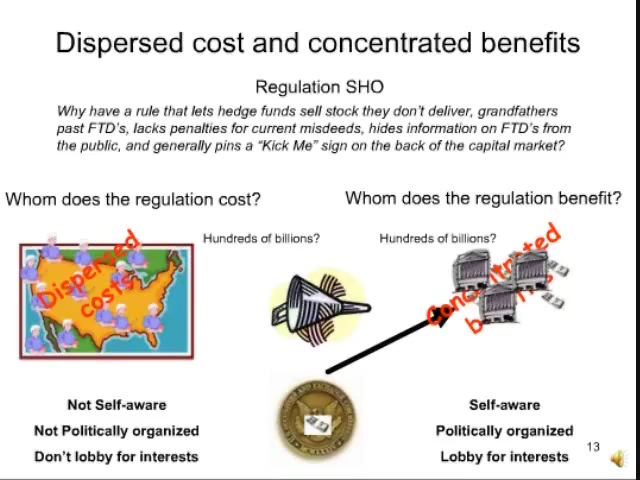 Dispersed cost and concentrated benefits
Regulation SHO
Why have a rule that lets hedge funds sell stock they don't deliver, grandfathers
past FTD's, lacks penalties for current misdeeds, hides information on FTD's from
the public, and generally pins a "Kick Me" sign on the back of the capital market?
Whom does the regulation cost?
Whom does the regulation benefit?
Hundreds of billions?
Hundreds of billions?
Dispersed
costs
Not Self-aware
Not Politically organized
Don't lobby for interests
Self-aware
Politically organized
Lobby for interests
13